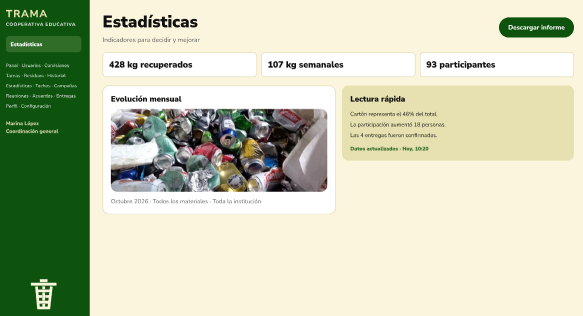 TRAMA
COOPERATIVA EDUCATIVA
Estadísticas
Panel · Usuarios · Comisiones
Tareas · Residuos · Historial
Estadísticas · Tachos · Campañas
Reuniones · Acuerdos · Entregas
Perfil · Configuración
Marina López
Coordinación general
Estadísticas
Indicadores para decidir y mejorar
Descargar informe
428 kg recuperados
107 kg semanales
93 participantes
Evolución mensual
Octubre 2026 · Todos los materiales · Toda la institución
Lectura rápida
Cartón representa el 46% del total.
La participación aumentó 18 personas.
Las 4 entregas fueron confirmadas.
Datos actualizados · Hoy, 10:20